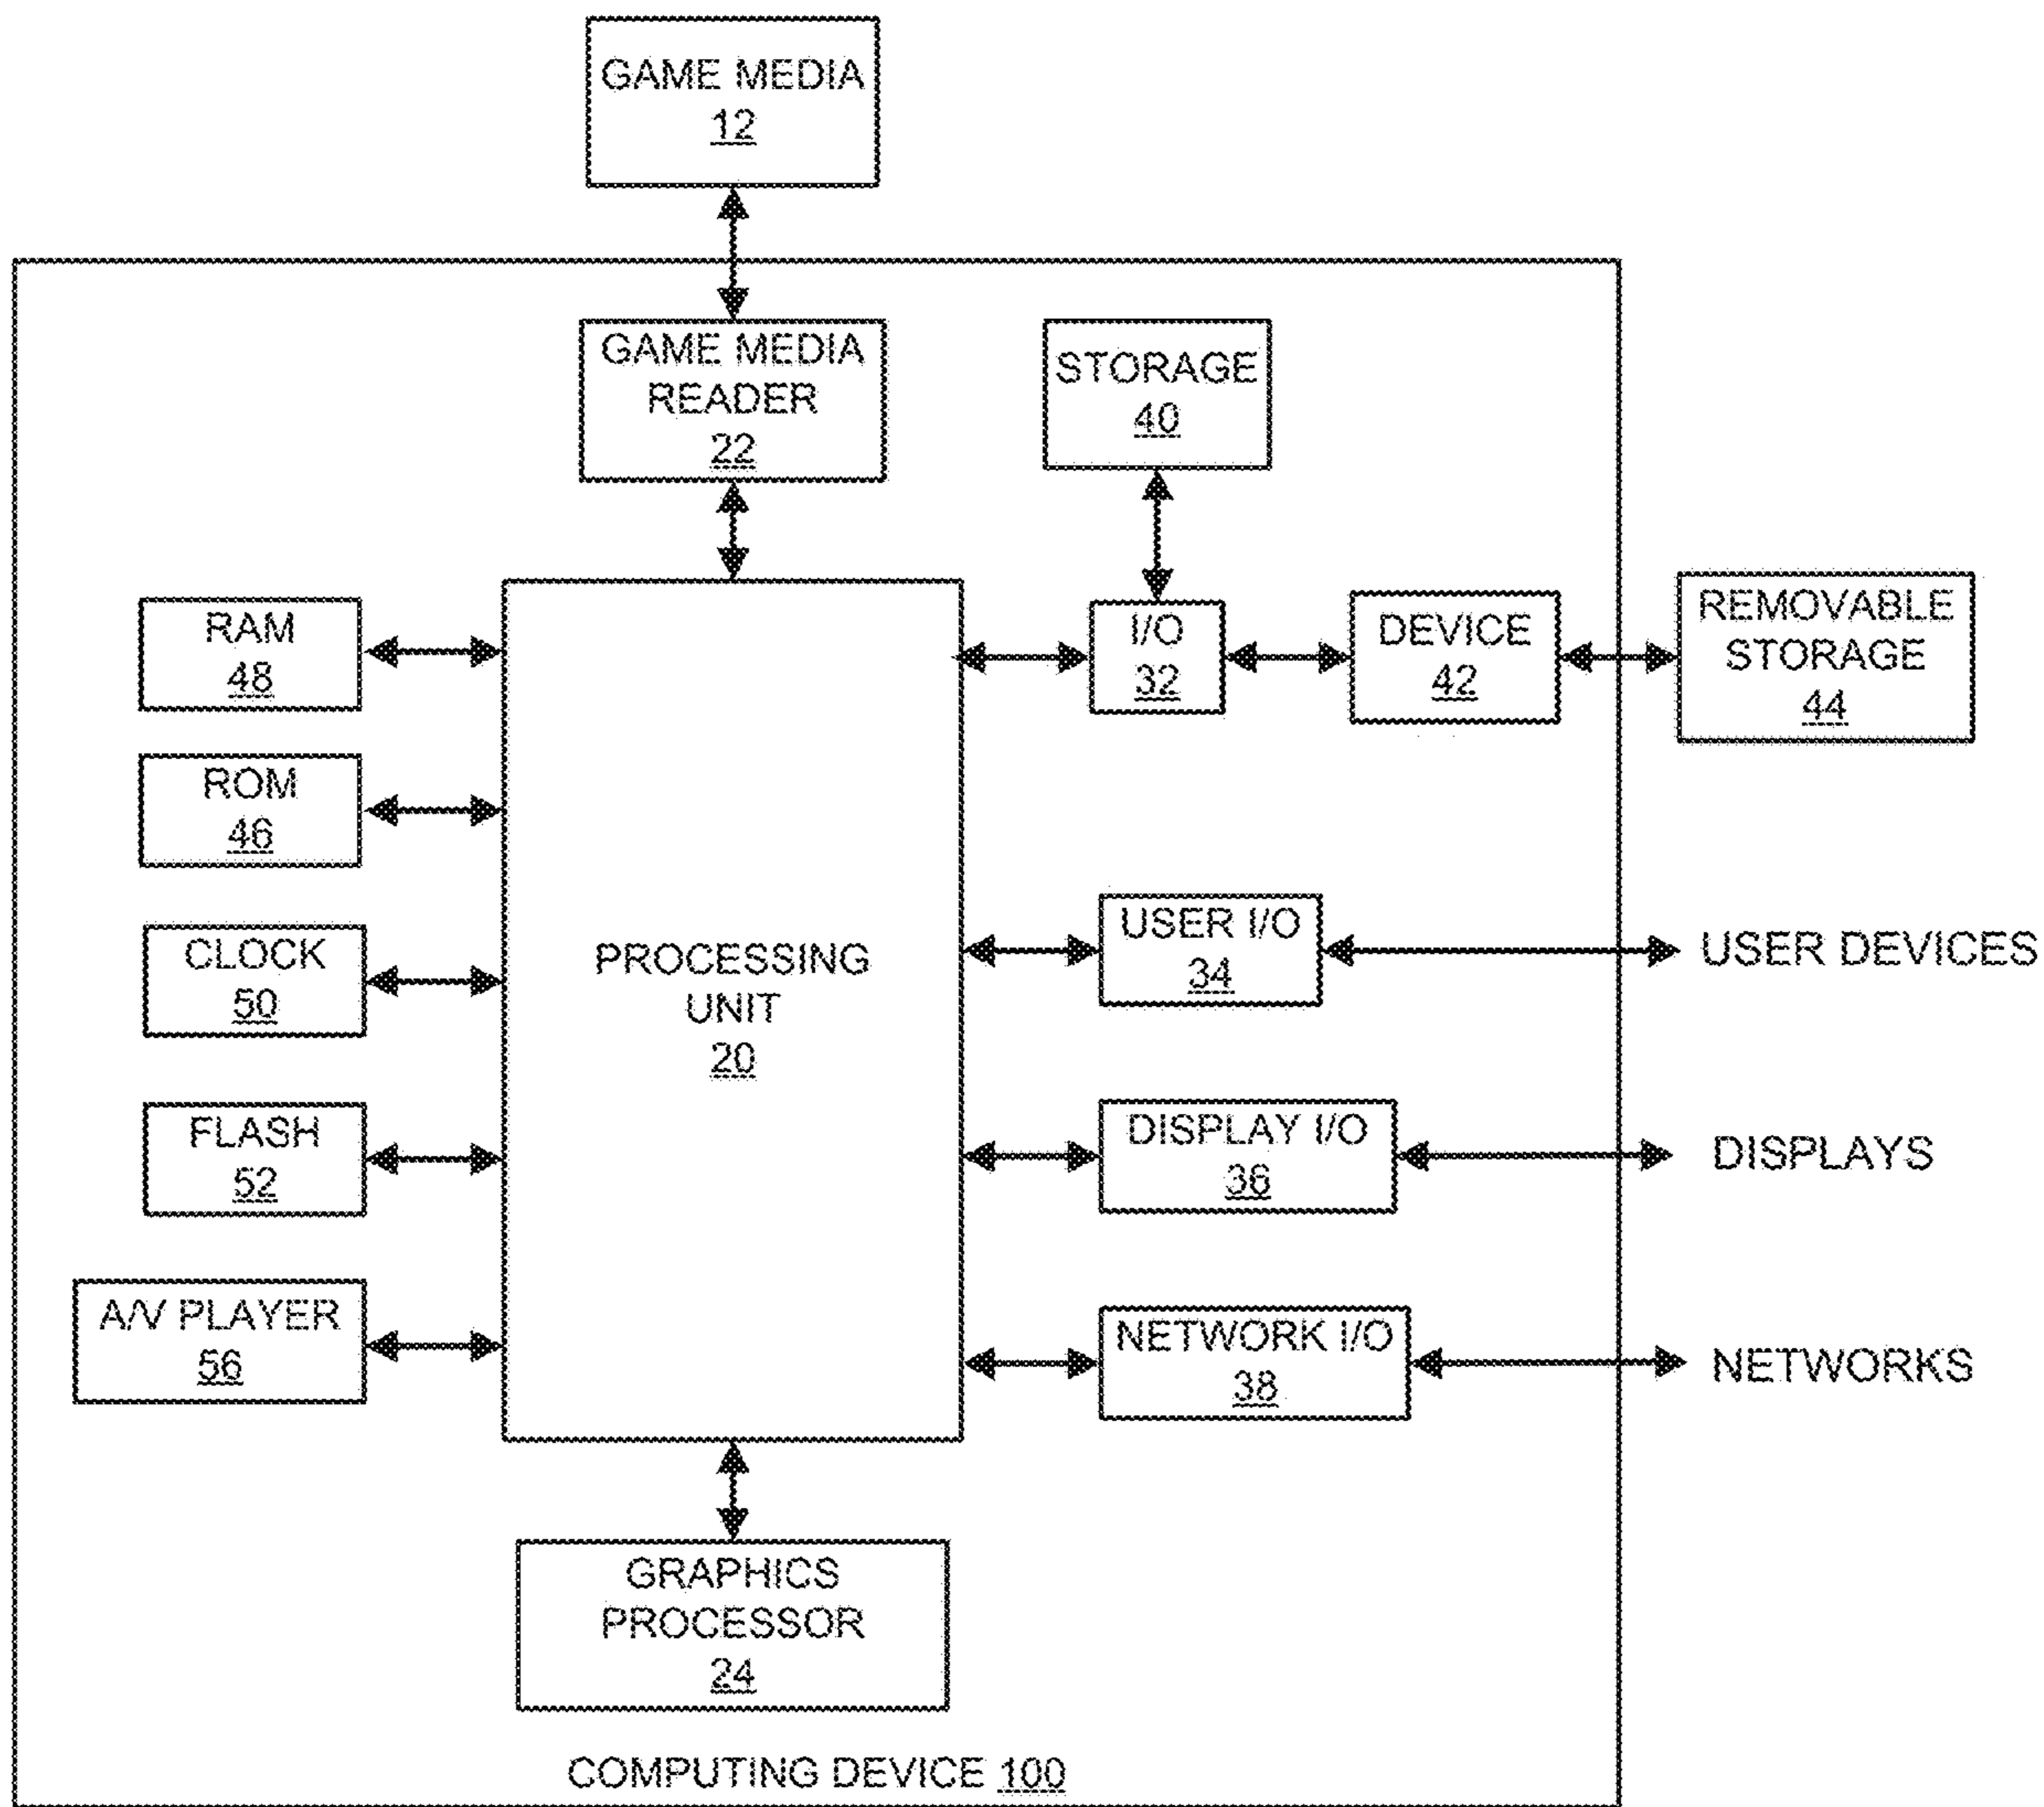 GAME MEDIA
12
GAME MEDIA
READER
22
STORAGE
40
RAM
48
I/O
32
DEVICE
42
REMOVABLE
STORAGE
44
ROM
46
USER I/O
34
USER DEVICES
CLOCK
50
PROCESSING
UNIT
20
FLASH
52
DISPLAY I/O
36
DISPLAYS
A/V PLAYER
56
NETWORK I/O
38
NETWORKS
GRAPHICS
PROCESSOR
24
COMPUTING DEVICE 100